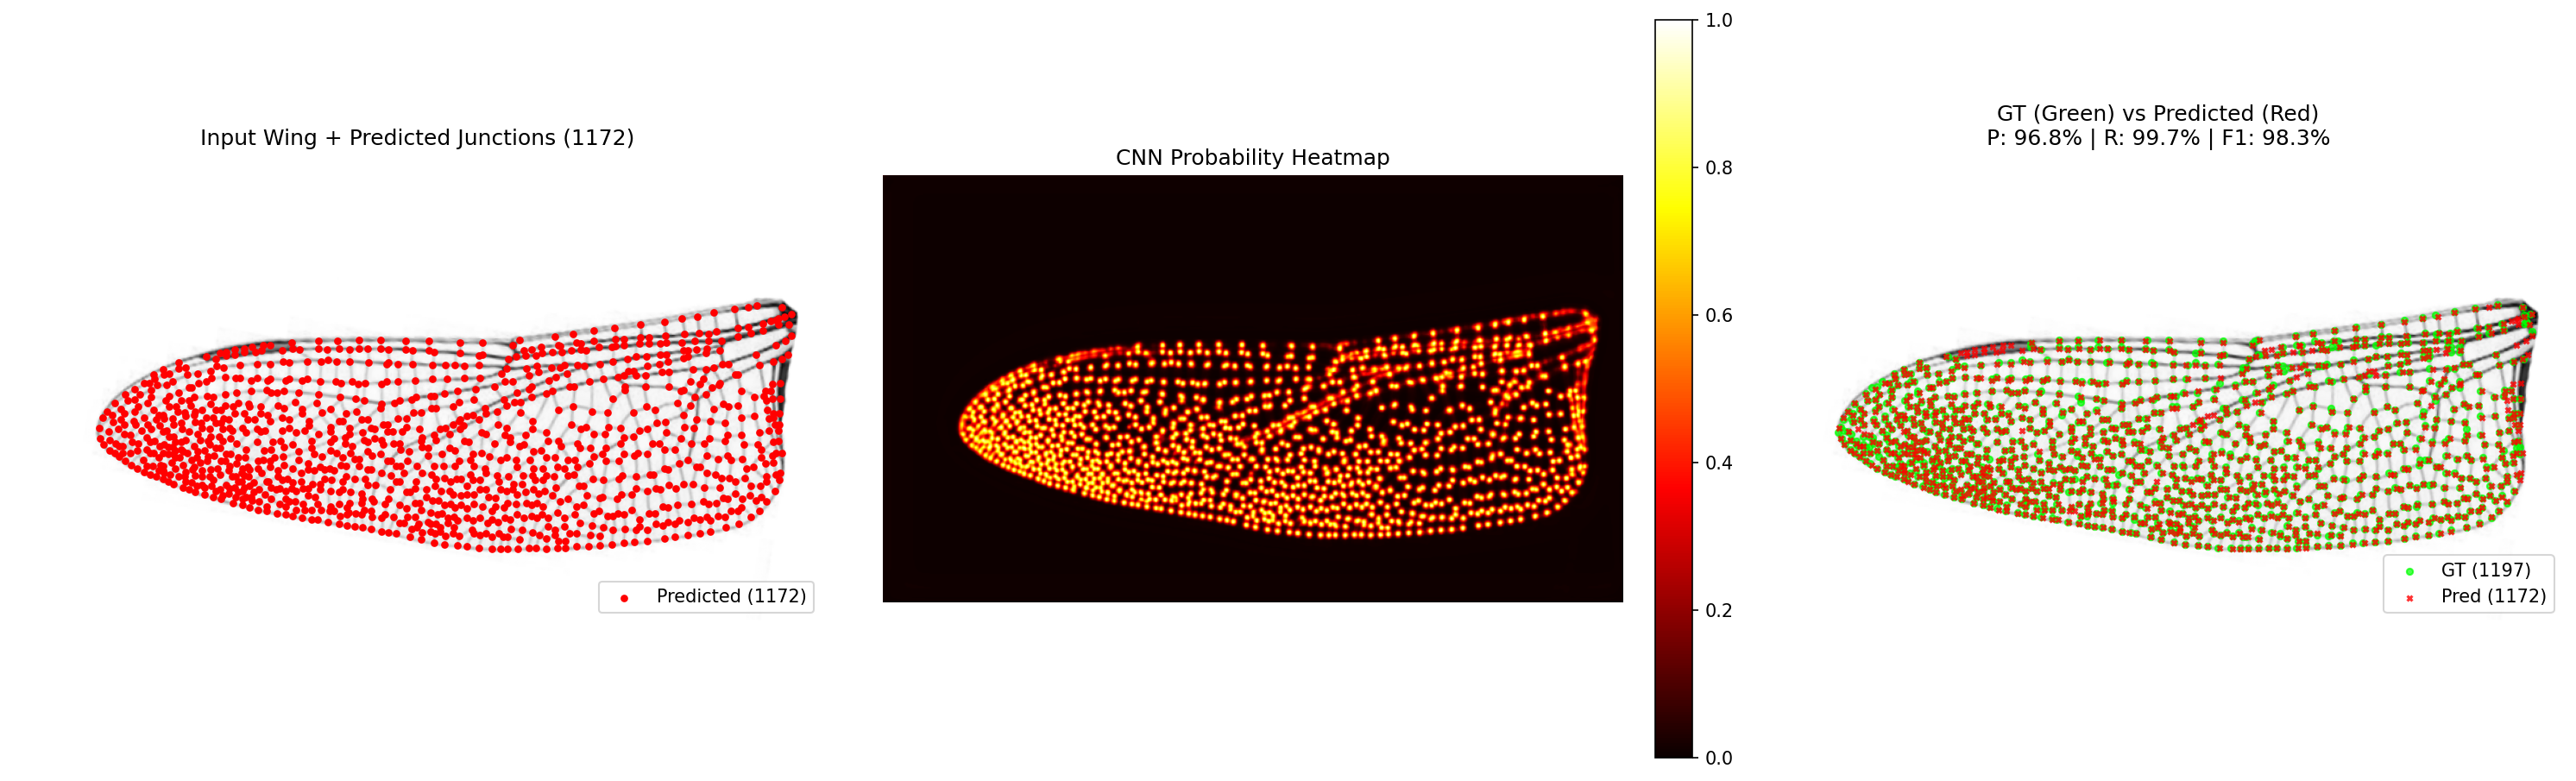 Input Wing + Predicted Junctions (1172)
Predicted (1172)
CNN Probability Heatmap
1.0
0.8
0.6
0.4
0.2
0.0
GT (Green) vs Predicted (Red)
P: 96.8% | R: 99.7% | F1: 98.3%
GT (1197)
Pred (1172)